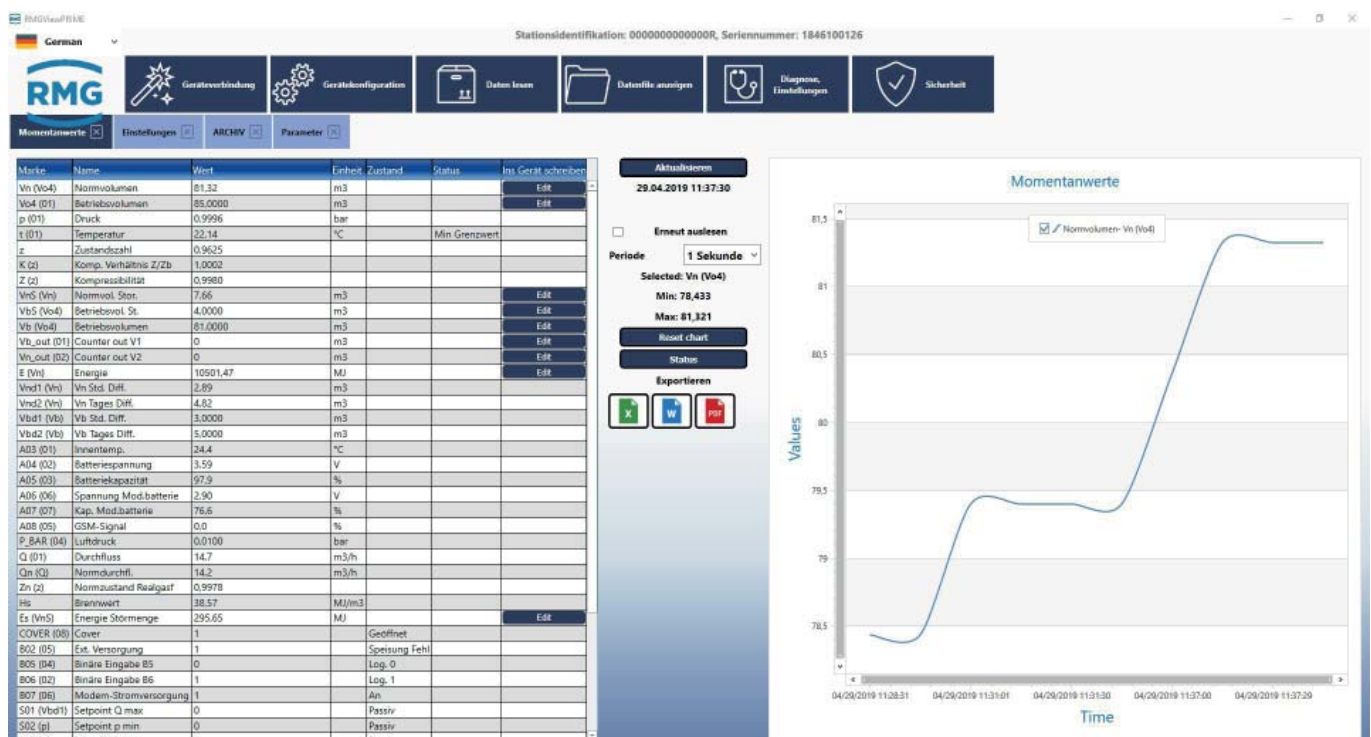 RMGViewPRIME
German
Stationsidentifikation: 0000000000000R, Seriennummer: 1846100126
RMG
Geräteverbindung
Gerätekonfiguration
Daten lesen
Datenfile anzeigen
Diagnose, Einstellungen
Sicherheit
Momentanwerte
Einstellungen
ARCHIV
Parameter
Marke Name Wert Einheit Zustand Status Ins Gerät schreiben
Vn (Vo4) Normvolumen 81,32 m3 Edit
Vo4 (01) Betriebsvolumen 85,0000 m3 Edit
p (01) Druck 0,9996 bar
t (01) Temperatur 22,14 °C Min Grenzwert
z Zustandszahl 0,9625
K (z) Komp. Verhältnis Z/Zb 1,0002
Z (z) Kompressibilität 0,9980
VnS (Vn) Normvol. Stor. 7,66 m3 Edit
VbS (Vo4) Betriebsvol. St. 4,0000 m3 Edit
Vb (Vo4) Betriebsvolumen 81,0000 m3 Edit
Vb_out (01) Counter out V1 0 m3 Edit
Vn_out (02) Counter out V2 0 m3 Edit
E (Vn) Energie 10501,47 MJ Edit
Vnd1 (Vn) Vn Std. Diff. 2,89 m3
Vnd2 (Vn) Vn Tages Diff. 4,82 m3
Vbd1 (Vb) Vb Std. Diff. 3,0000 m3
Vbd2 (Vb) Vb Tages Diff. 5,0000 m3
A03 (01) Innentemp. 24,4 °C
A04 (02) Batteriespannung 3,59 V
A05 (03) Batteriekapazität 97,9 %
A06 (06) Spannung Mod.batterie 2,90 V
A07 (07) Kap. Mod.batterie 76,6 %
A08 (05) GSM-Signal 0,0 %
P_BAR (04) Luftdruck 0,0100 bar
Q (01) Durchfluss 14,7 m3/h
Qn (Q) Normdurchfl. 14,2 m3/h
Zn (z) Normzustand Realgasf 0,9978
Hs Brennwert 38,57 MJ/m3
Es (VnS) Energie Störmenge 295,65 MJ Edit
COVER (08) Cover 1 Geöffnet
B02 (05) Ext. Versorgung 1 Speisung Fehl
B05 (04) Binäre Eingabe B5 0 Log. 0
B06 (02) Binäre Eingabe B6 1 Log. 1
B07 (06) Modem-Stromversorgung 1 An
S01 (Vbd1) Setpoint Q max 0 Passiv
S02 (p) Setpoint p min 0 Passiv
Aktualisieren
29.04.2019 11:37:30
Erneut auslesen
Periode 1 Sekunde
Selected: Vn (Vo4)
Min: 78,433
Max: 81,321
Reset chart
Status
Exportieren
X W PDF
Momentanwerte
Normvolumen- Vn (Vo4)
81,5
81
80,5
80
79,5
79
78,5
Values
04/29/2019 11:28:31 04/29/2019 11:31:01 04/29/2019 11:31:30 04/29/2019 11:37:00 04/29/2019 11:37:29
Time